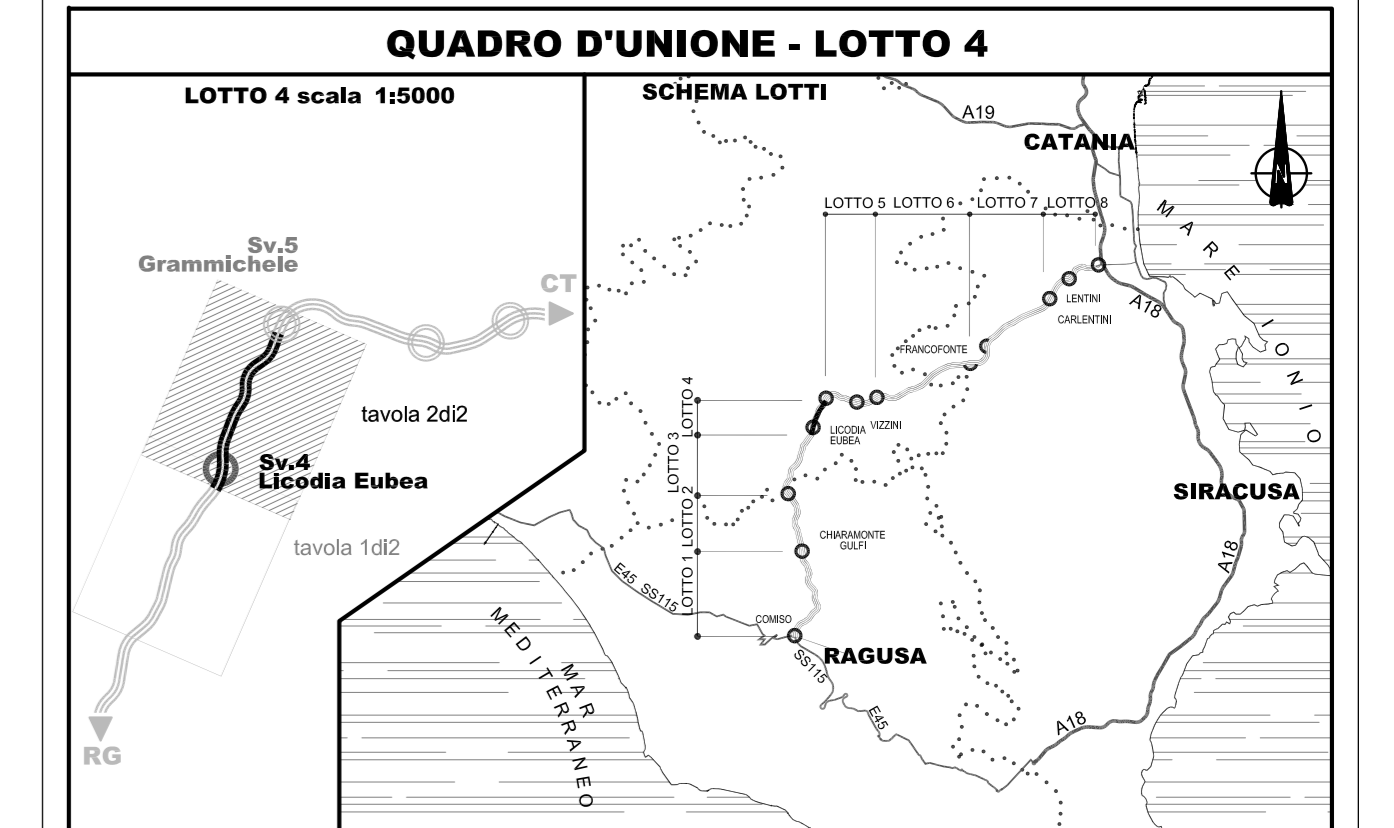 QUADRO D'UNIONE - LOTTO 4
LOTTO 4 scala 1:5000
Sv.5
Grammichele
CT
tavola 2di2
Sv.4
Licodia Eubea
tavola 1di2
RG
SCHEMA LOTTI
A19
CATANIA
N
LOTTO 5
LOTTO 6
LOTTO 7
LOTTO 8
MARE
IONIO
LENTINI
CARLENTINI
A18
FRANCOFONTE
LOTTO 4
LOTTO 3
LOTTO 2
LOTTO 1
LICODIA
EUBEA
VIZZINI
SIRACUSA
A18
CHIARAMONTE
GULFI
E45 SS115
COMISO
RAGUSA
SS115
E45
A18
MAR
MEDITERRANEO